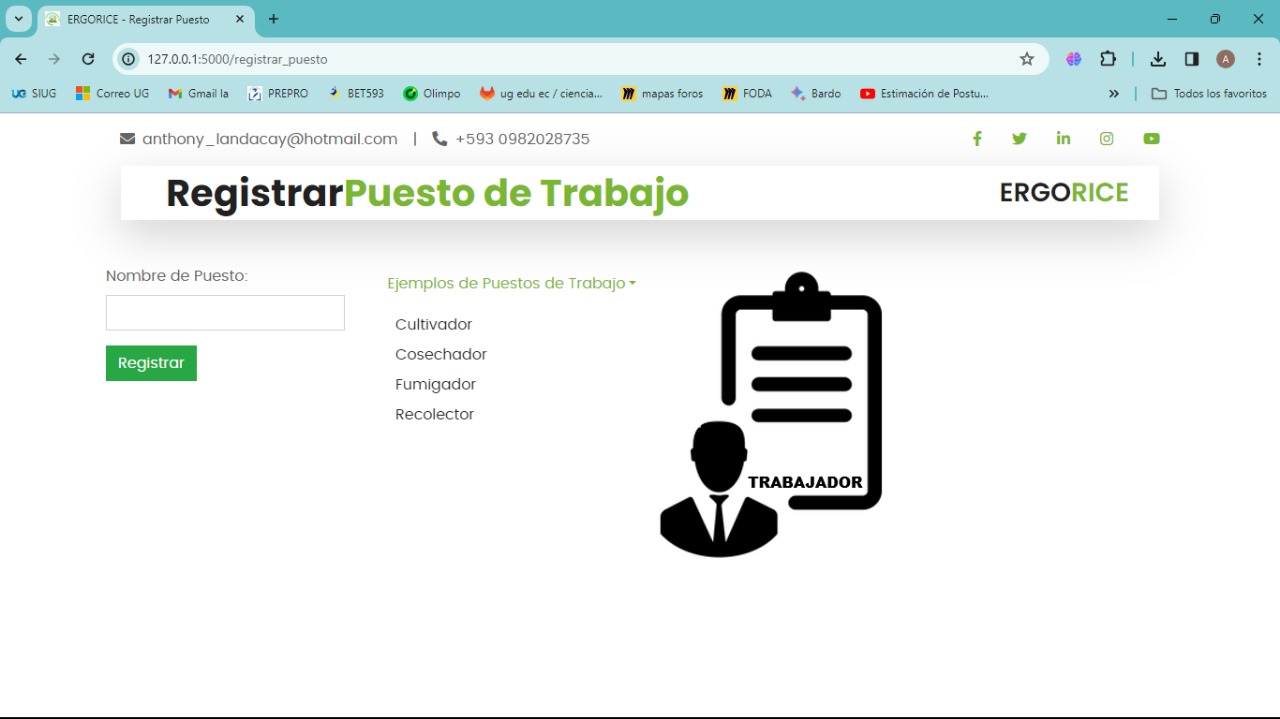 ERGORICE - Registrar Puesto
127.0.0.1:5000/registrar_puesto
A
UG SIUG Correo UG Gmail la PREPRO BET593 Olimpo ug edu ec / ciencia... mapas foros FODA Bardo Estimación de Postu... » Todos los favoritos
anthony_landacay@hotmail.com | +593 0982028735
RegistrarPuesto de Trabajo
ERGORICE
Nombre de Puesto:
Registrar
Ejemplos de Puestos de Trabajo
Cultivador
Cosechador
Fumigador
Recolector
TRABAJADOR